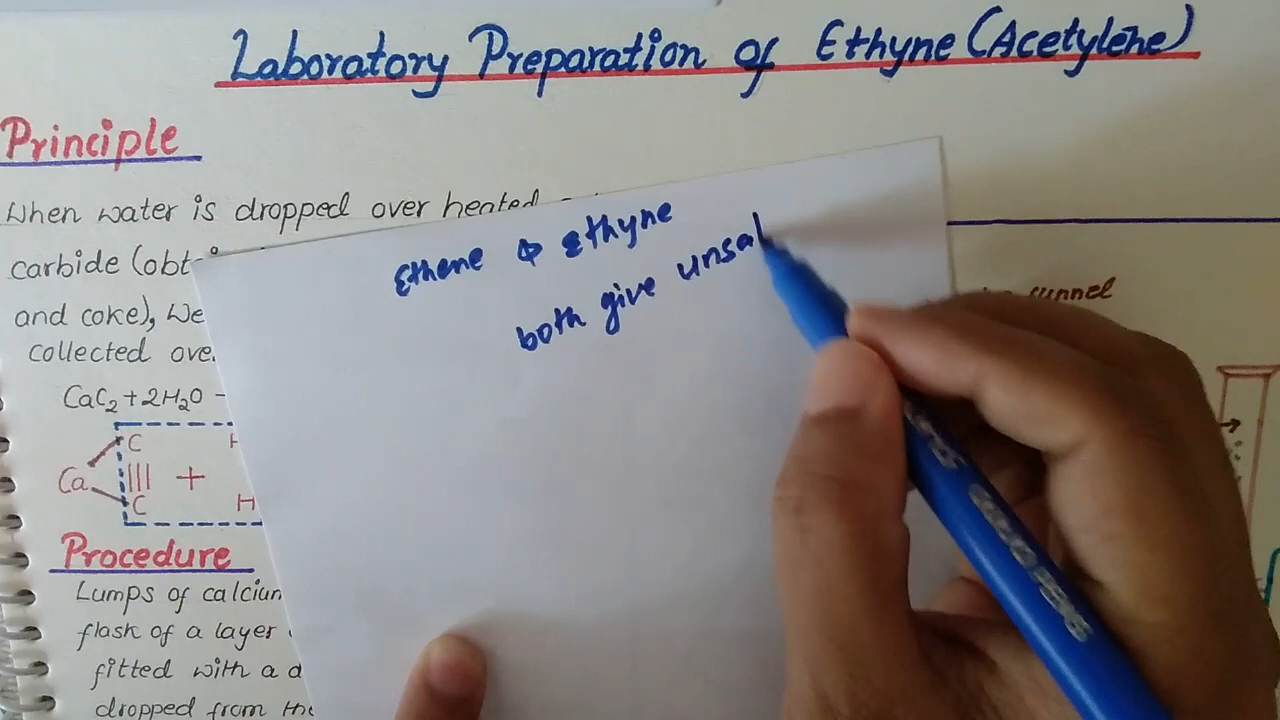 Laboratory Preparation of Ethyne (Acetylene)
Principle
When water is dropped over heated
carbide (obt
and coke), We
collected ove
CaC2 + 2H2O -
C
H
Ca ||| +
C
H
Procedure
Lumps of calcium
flask of a layer
fitted with a d
dropped from the
Ethene & Ethyne
both give unsat
funnel